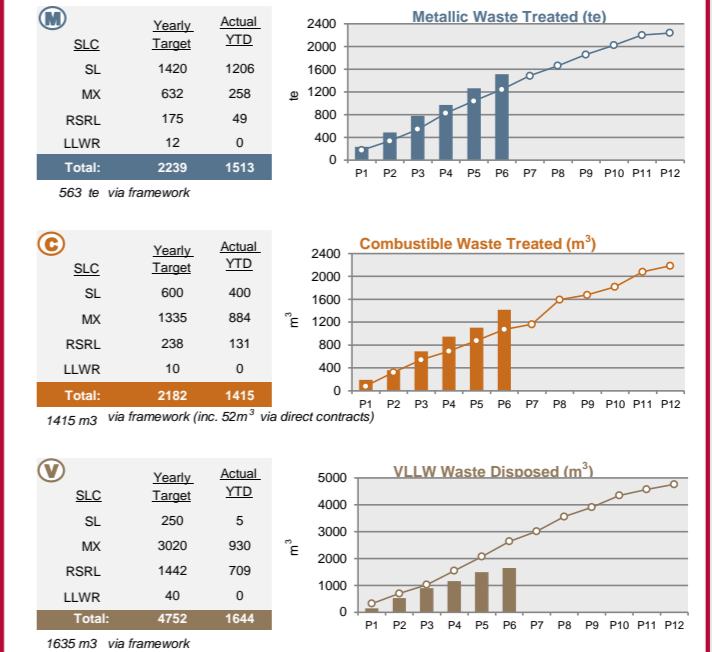 M
SLC Yearly Target Actual YTD
SL 1420 1206
MX 632 258
RSRL 175 49
LLWR 12 0
Total: 2239 1513
563 te via framework
Metallic Waste Treated (te)
te
2400
2000
1600
1200
800
400
0
P1 P2 P3 P4 P5 P6 P7 P8 P9 P10 P11 P12
C
SLC Yearly Target Actual YTD
SL 600 400
MX 1335 884
RSRL 238 131
LLWR 10 0
Total: 2182 1415
1415 m3 via framework (inc. 52m³ via direct contracts)
Combustible Waste Treated (m³)
m³
2400
2000
1600
1200
800
400
0
P1 P2 P3 P4 P5 P6 P7 P8 P9 P10 P11 P12
V
SLC Yearly Target Actual YTD
SL 250 5
MX 3020 930
RSRL 1442 709
LLWR 40 0
Total: 4752 1644
1635 m3 via framework
VLLW Waste Disposed (m³)
m³
5000
4000
3000
2000
1000
0
P1 P2 P3 P4 P5 P6 P7 P8 P9 P10 P11 P12